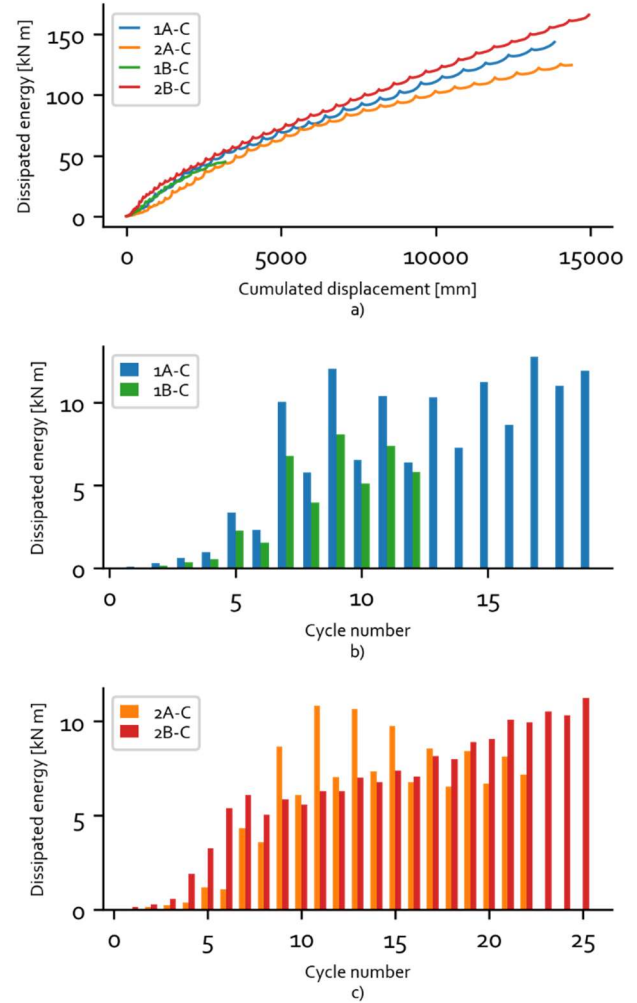 Dissipated energy [kN m]
150
100
50
0
1A-C
2A-C
1B-C
2B-C
0 5000 10000 15000
Cumulated displacement [mm]
a)
Dissipated energy [kN m]
10
5
0
1A-C
1B-C
0 5 10 15
Cycle number
b)
Dissipated energy [kN m]
10
5
0
2A-C
2B-C
0 5 10 15 20 25
Cycle number
c)